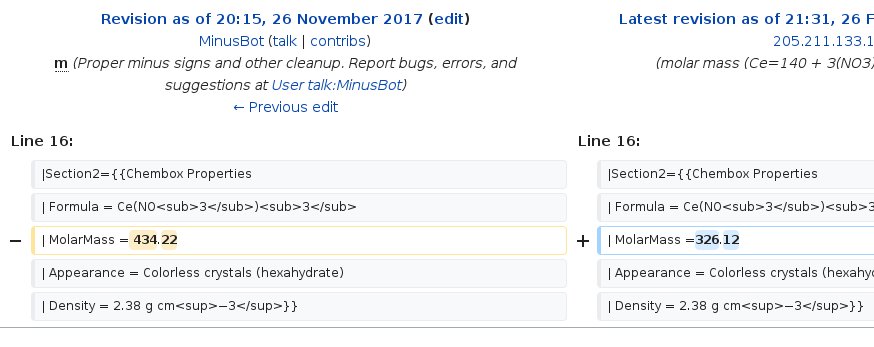 Revision as of 20:15, 26 November 2017 (edit)
MinusBot (talk | contribs)
m (Proper minus signs and other cleanup. Report bugs, errors, and
suggestions at User talk:MinusBot)
← Previous edit
Latest revision as of 21:31, 26 F
205.211.133.1
(molar mass (Ce=140 + 3(NO3)
Line 16:
|Section2={{Chembox Properties
| Formula = Ce(NO<sub>3</sub>)<sub>3</sub>
− | MolarMass = 434.22
| Appearance = Colorless crystals (hexahydrate)
| Density = 2.38 g cm<sup>−3</sup>}}
Line 16:
|Section2={{Chembox Properties
| Formula = Ce(NO<sub>3</sub>)<sub>3
+ | MolarMass =326.12
| Appearance = Colorless crystals (hexahyd
| Density = 2.38 g cm<sup>−3</sup>}}